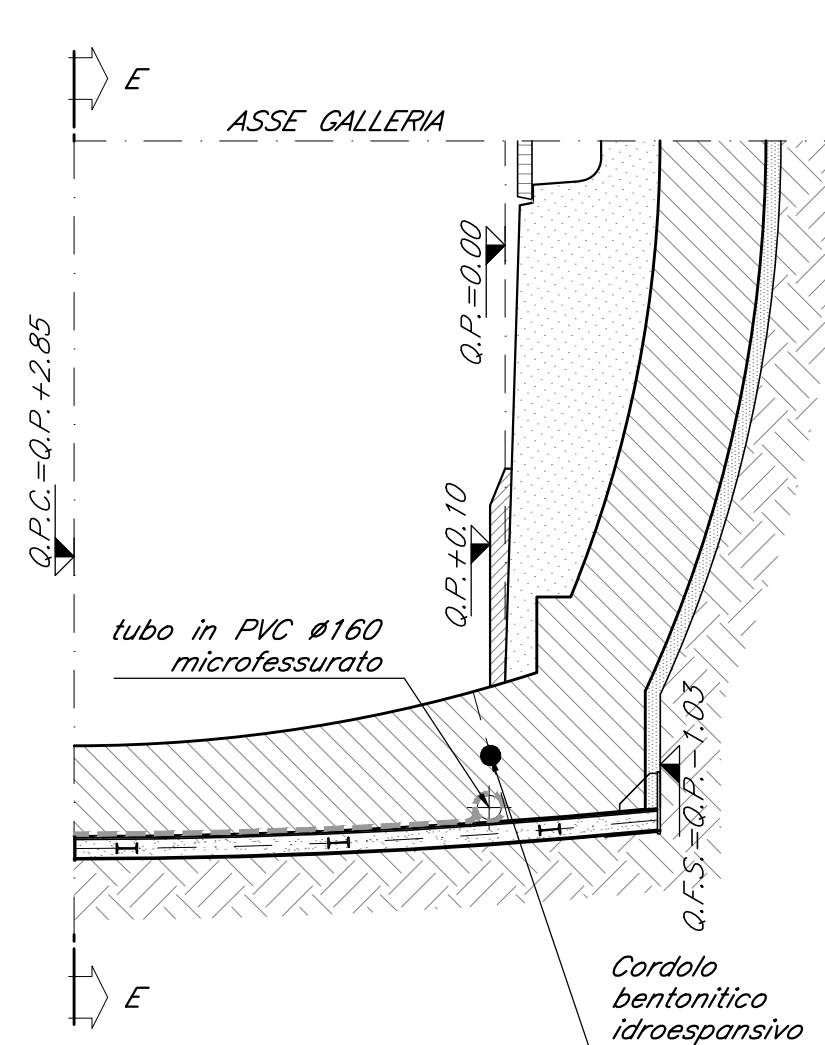 E
ASSE GALLERIA
Q.P.=0.00
Q.P.C.=Q.P.+2.85
Q.P.+0.10
tubo in PVC ø160
microfessurato
Q.F.S.=Q.P.-1.03
E
Cordolo
bentonitico
idroespansivo